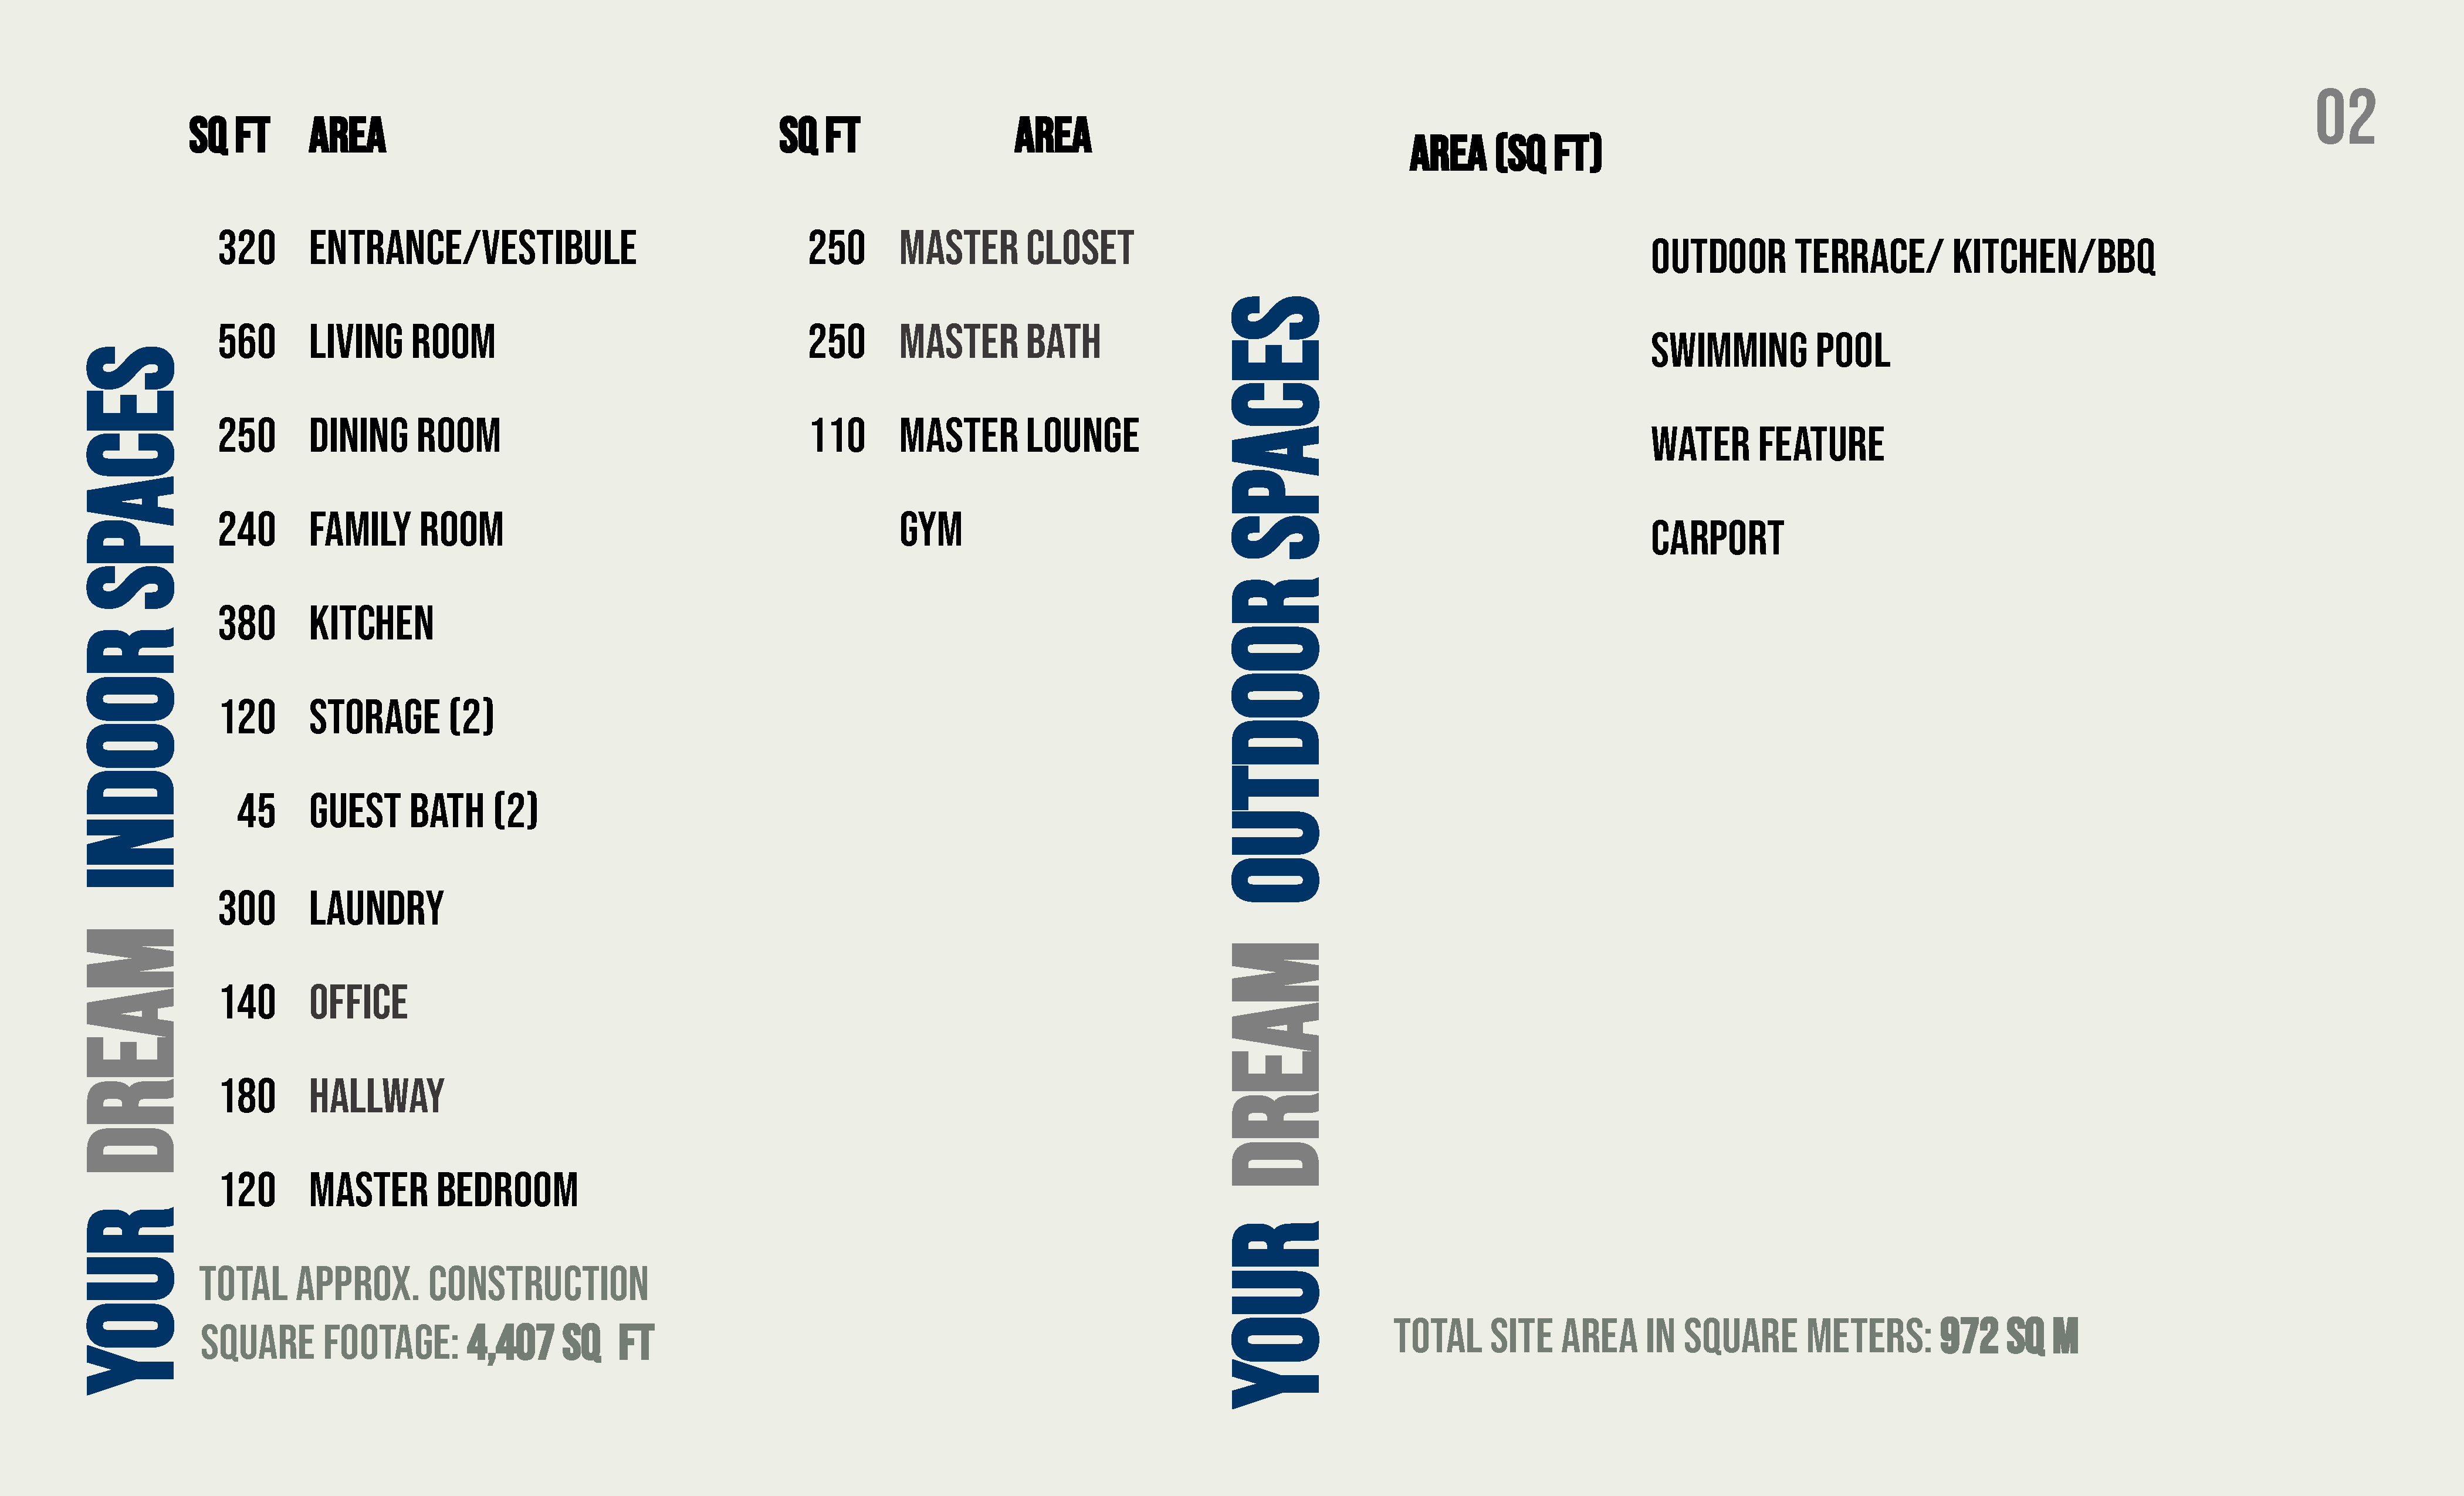 02
YOUR DREAM INDOOR SPACES
SQ FT AREA
320 ENTRANCE/VESTIBULE
560 LIVING ROOM
250 DINING ROOM
240 FAMILY ROOM
380 KITCHEN
120 STORAGE (2)
45 GUEST BATH (2)
300 LAUNDRY
140 OFFICE
180 HALLWAY
120 MASTER BEDROOM
TOTAL APPROX. CONSTRUCTION
SQUARE FOOTAGE: 4,407 SQ FT
SQ FT AREA
250 MASTER CLOSET
250 MASTER BATH
110 MASTER LOUNGE
GYM
YOUR DREAM OUTDOOR SPACES
AREA (SQ FT)
OUTDOOR TERRACE/ KITCHEN/BBQ
SWIMMING POOL
WATER FEATURE
CARPORT
TOTAL SITE AREA IN SQUARE METERS: 972 SQ M